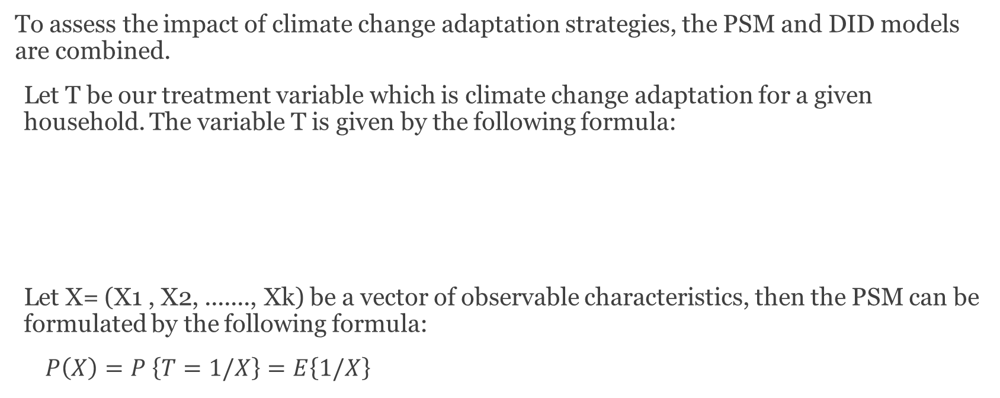 To assess the impact of climate change adaptation strategies, the PSM and DID models
are combined.
Let T be our treatment variable which is climate change adaptation for a given
household. The variable T is given by the following formula:
Let X= (X1 , X2, ......., Xk) be a vector of observable characteristics, then the PSM can be
formulated by the following formula:
P(X) = P {T = 1/X} = E{1/X}